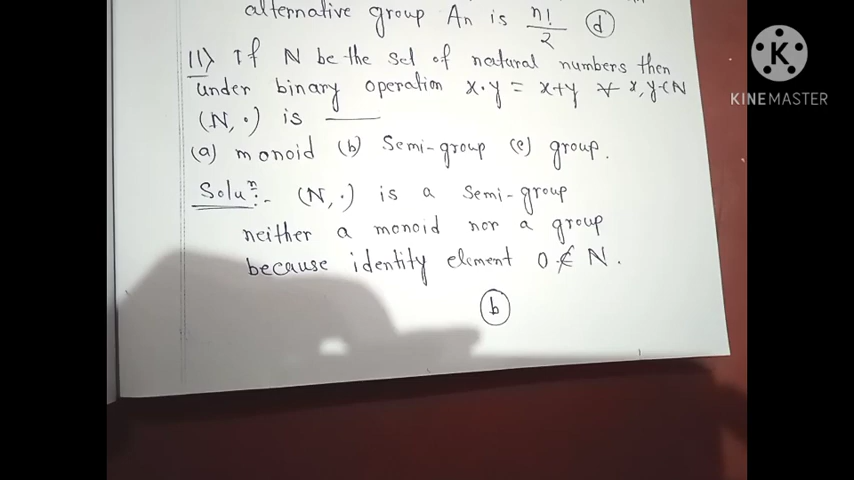 alternative group An is n!/2 (d)
11> If N be the set of natural numbers then
under binary operation x·y = x+y ∀ x,y∈N
(N, ·) is ____
(a) monoid (b) Semi-group (c) group.
Soluⁿ:- (N, ·) is a semi-group
neither a monoid nor a group
because identity element 0 ∉ N.
(b)
KINEMASTER